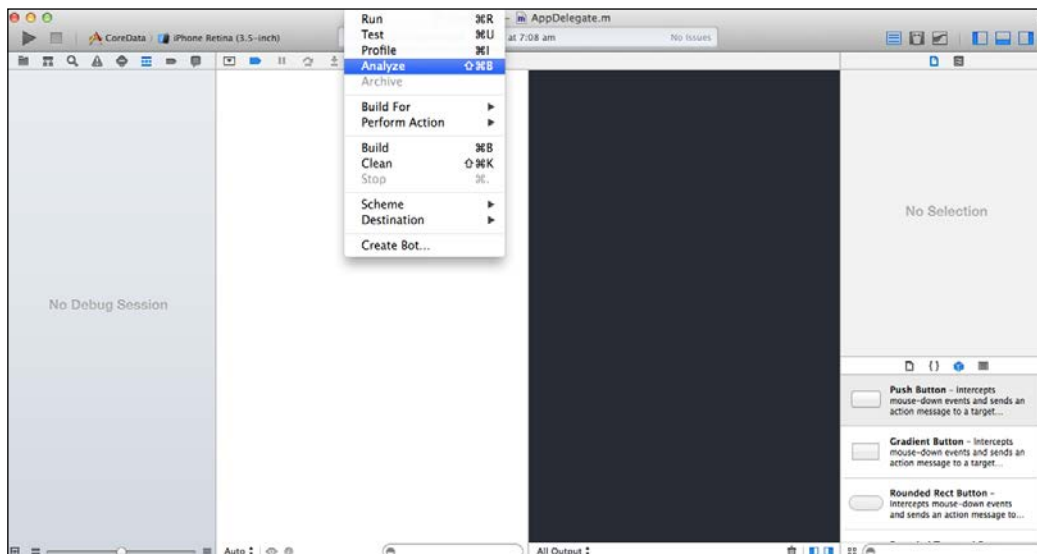 AppDelegate.m
CoreData iPhone Retina (3.5-inch)
at 7:08 am No Issues
Run ⌘R
Test ⌘U
Profile ⌘I
Analyze ⇧⌘B
Archive
Build For ▶
Perform Action ▶
Build ⌘B
Clean ⇧⌘K
Stop ⌘.
Scheme ▶
Destination ▶
Create Bot...
No Debug Session
No Selection
{}
Push Button - Intercepts
mouse-down events and sends an
action message to a target...
Gradient Button - Intercepts
mouse-down events and sends an
action message to a target...
Rounded Rect Button -
Intercepts mouse-down events
and sends an action message to...
Auto
All Output